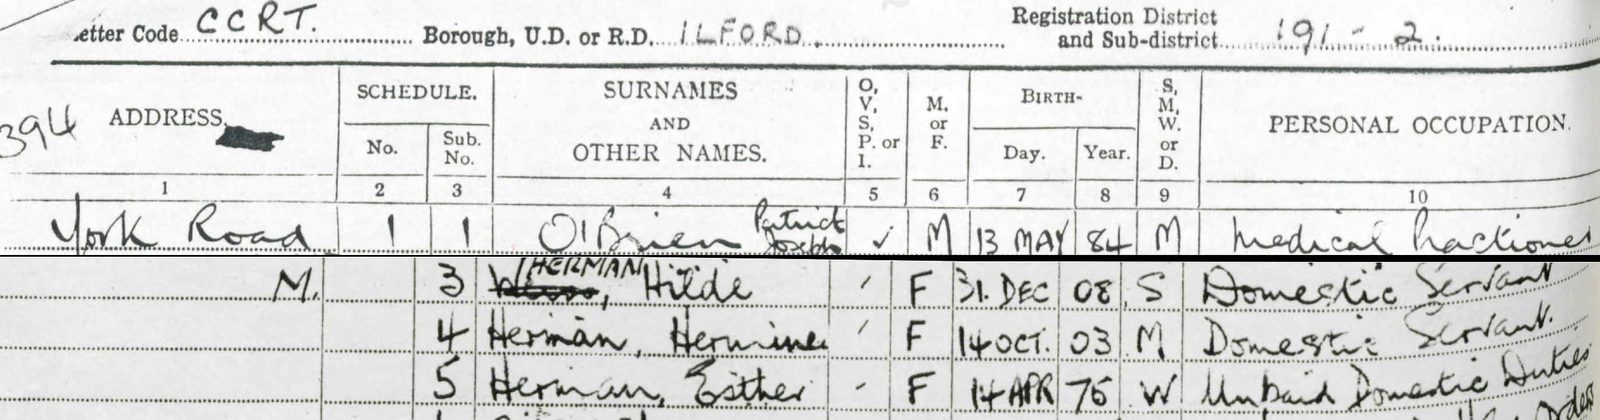 etter Code CCRT. Borough, U.D. or R.D. ILFORD. Registration District and Sub-district 191 - 2.
394 ADDRESS. SCHEDULE. SURNAMES AND OTHER NAMES. O, V, S, P. or I. M. or F. BIRTH- S, M, W. or D. PERSONAL OCCUPATION.
No. Sub. No. Day. Year.
1 2 3 4 5 6 7 8 9 10
York Road 1 1 O'Brien Patrick Joseph ✓ M 13 MAY 84 M Medical Practioner
M. 3 HERMAN, Hilde ′ F 31. DEC 08 S Domestic Servant
4 Herman, Hermine ′ F 14 OCT. 03 M Domestic Servant.
5 Herman, Esther - F 14 APR 75 W Unpaid Domestic Duties